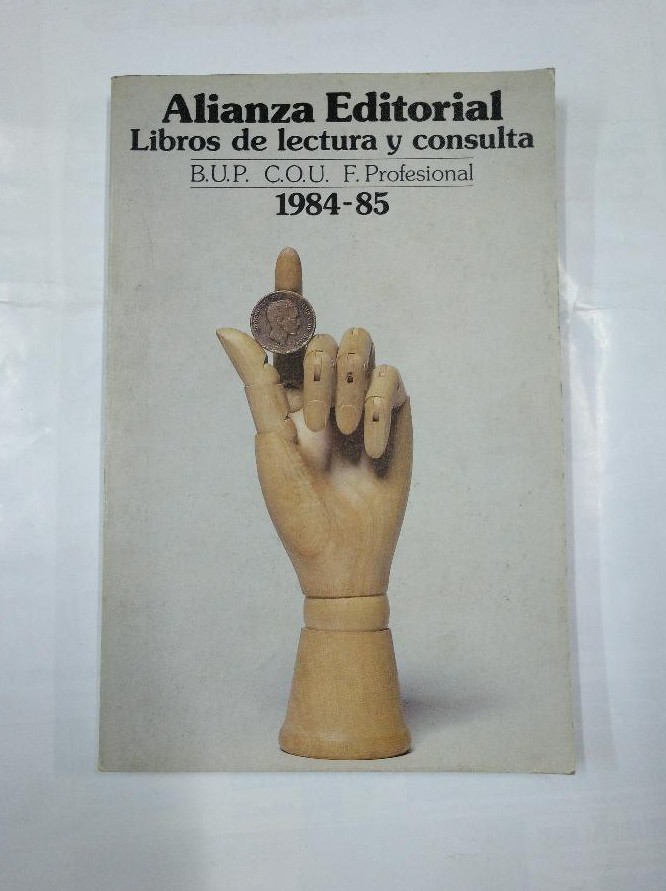 Alianza Editorial
Libros de lectura y consulta
B.U.P. C.O.U. F. Profesional
1984-85